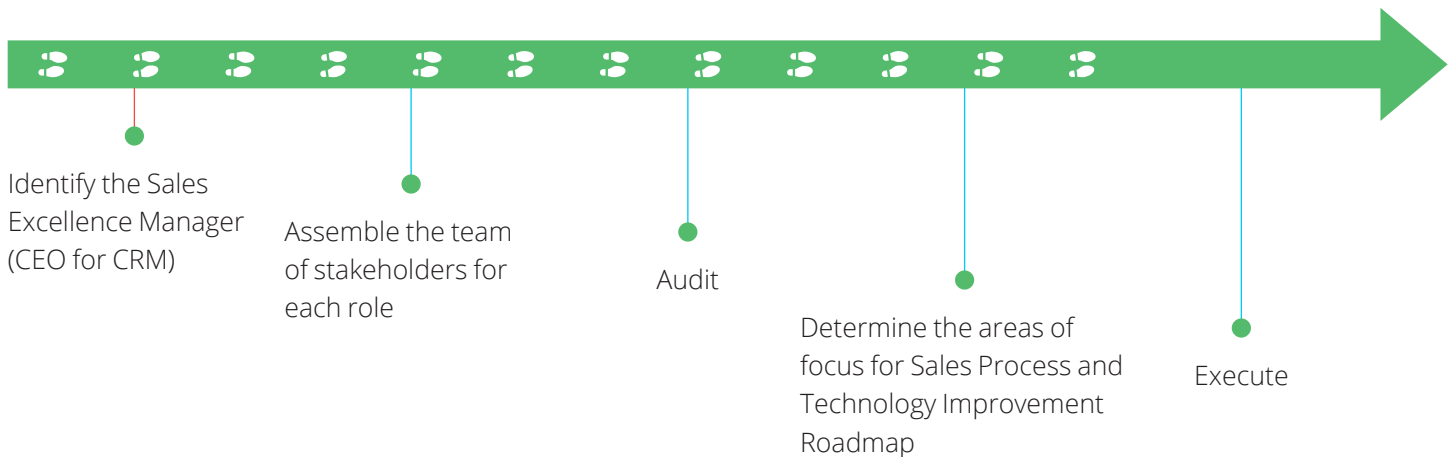 Identify the Sales
Excellence Manager
(CEO for CRM)
Assemble the team
of stakeholders for
each role
Audit
Determine the areas of
focus for Sales Process and
Technology Improvement
Roadmap
Execute